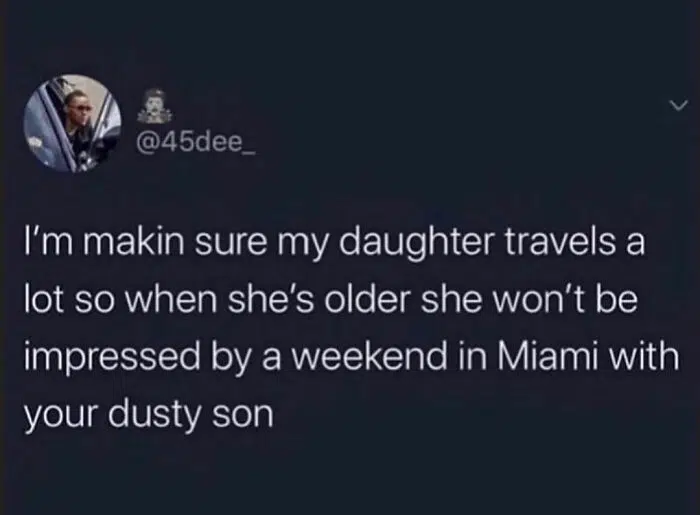 @45dee_
I'm makin sure my daughter travels a
lot so when she's older she won't be
impressed by a weekend in Miami with
your dusty son